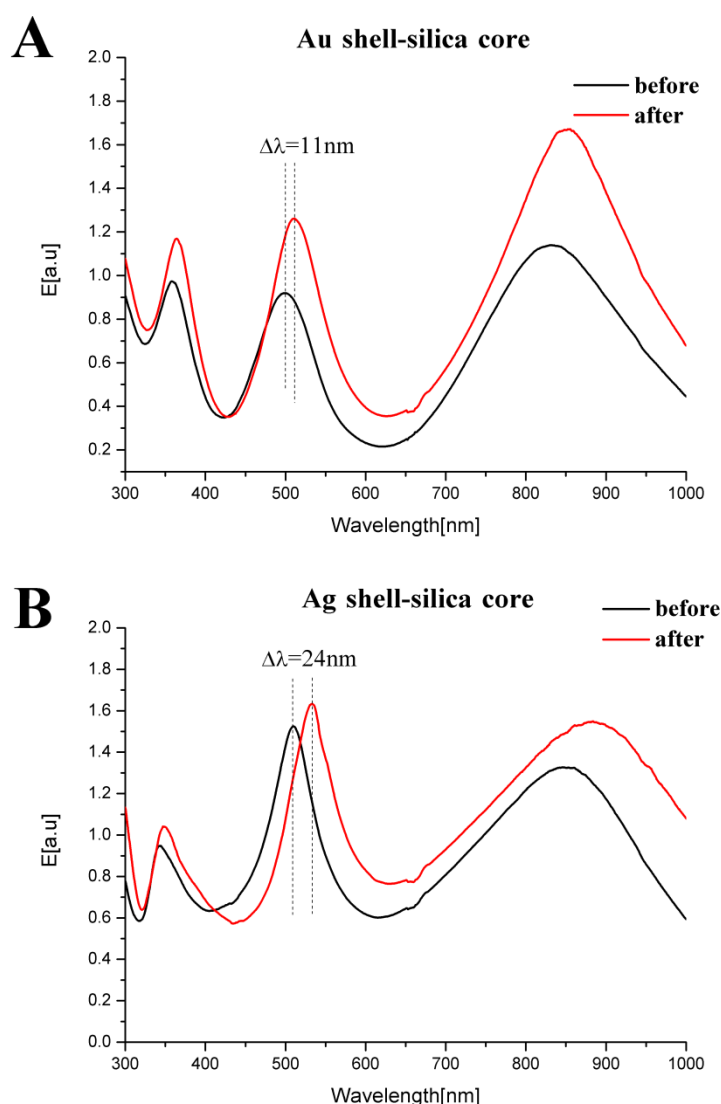 A
Au shell-silica core
before
after
Δλ=11nm
E[a.u]
2.0
1.8
1.6
1.4
1.2
1.0
0.8
0.6
0.4
0.2
300 400 500 600 700 800 900 1000
Wavelength[nm]
B
Ag shell-silica core
before
after
Δλ=24nm
E[a.u]
2.0
1.8
1.6
1.4
1.2
1.0
0.8
0.6
0.4
0.2
0.0
300 400 500 600 700 800 900 1000
Wavelength[nm]